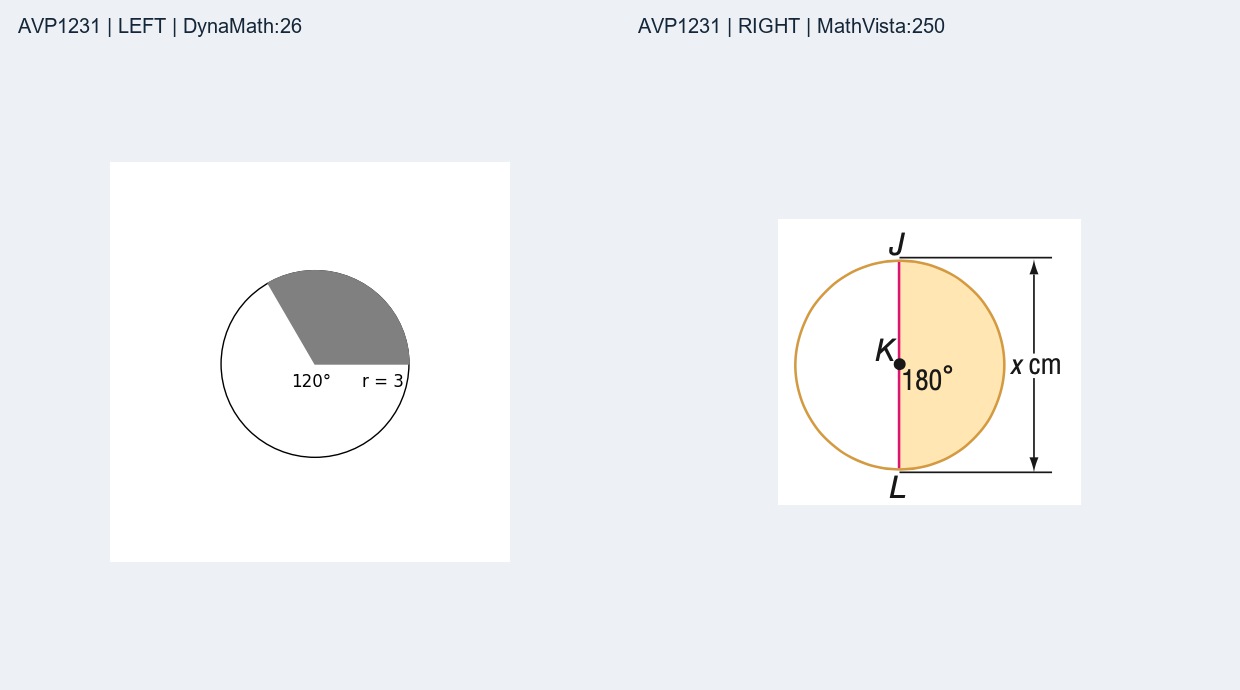 AVP1231 | LEFT | DynaMath:26
AVP1231 | RIGHT | MathVista:250
120°
r = 3
J
K
180°
x cm
L